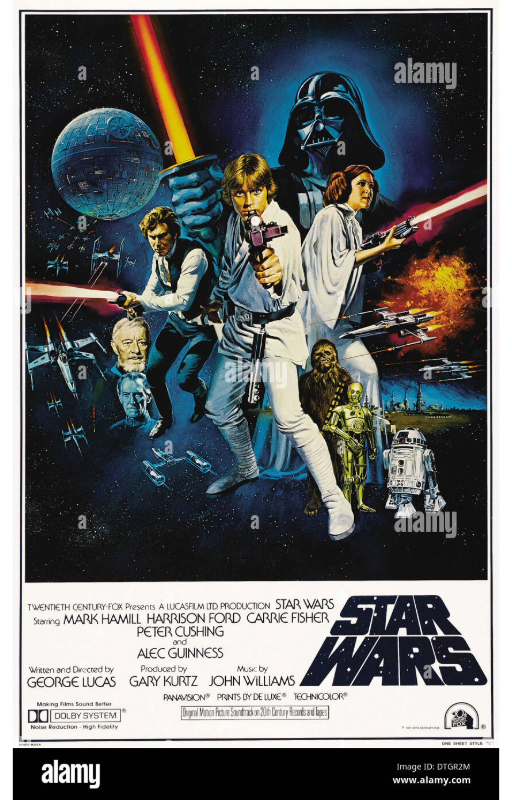 a
a
alamy
a
alamy
a
a
alamy
a
TWENTIETH CENTURY-FOX Presents A LUCASFILM LTD PRODUCTION STAR WARS
Starring MARK HAMILL HARRISON FORD CARRIE FISHER
PETER CUSHING
and
ALEC GUINNESS
Written and Directed by
GEORGE LUCAS
Produced by
GARY KURTZ
Music by
JOHN WILLIAMS
PANAVISION® PRINTS BY DE LUXE® TECHNICOLOR®
Original Motion Picture Soundtrack on 20th Century Records and Tapes
Making Films Sound Better
DOLBY SYSTEM®
Noise Reduction · High Fidelity
STAR
WARS
ONE SHEET STYLE "C"
alamy
Image ID: DTGR2M
www.alamy.com